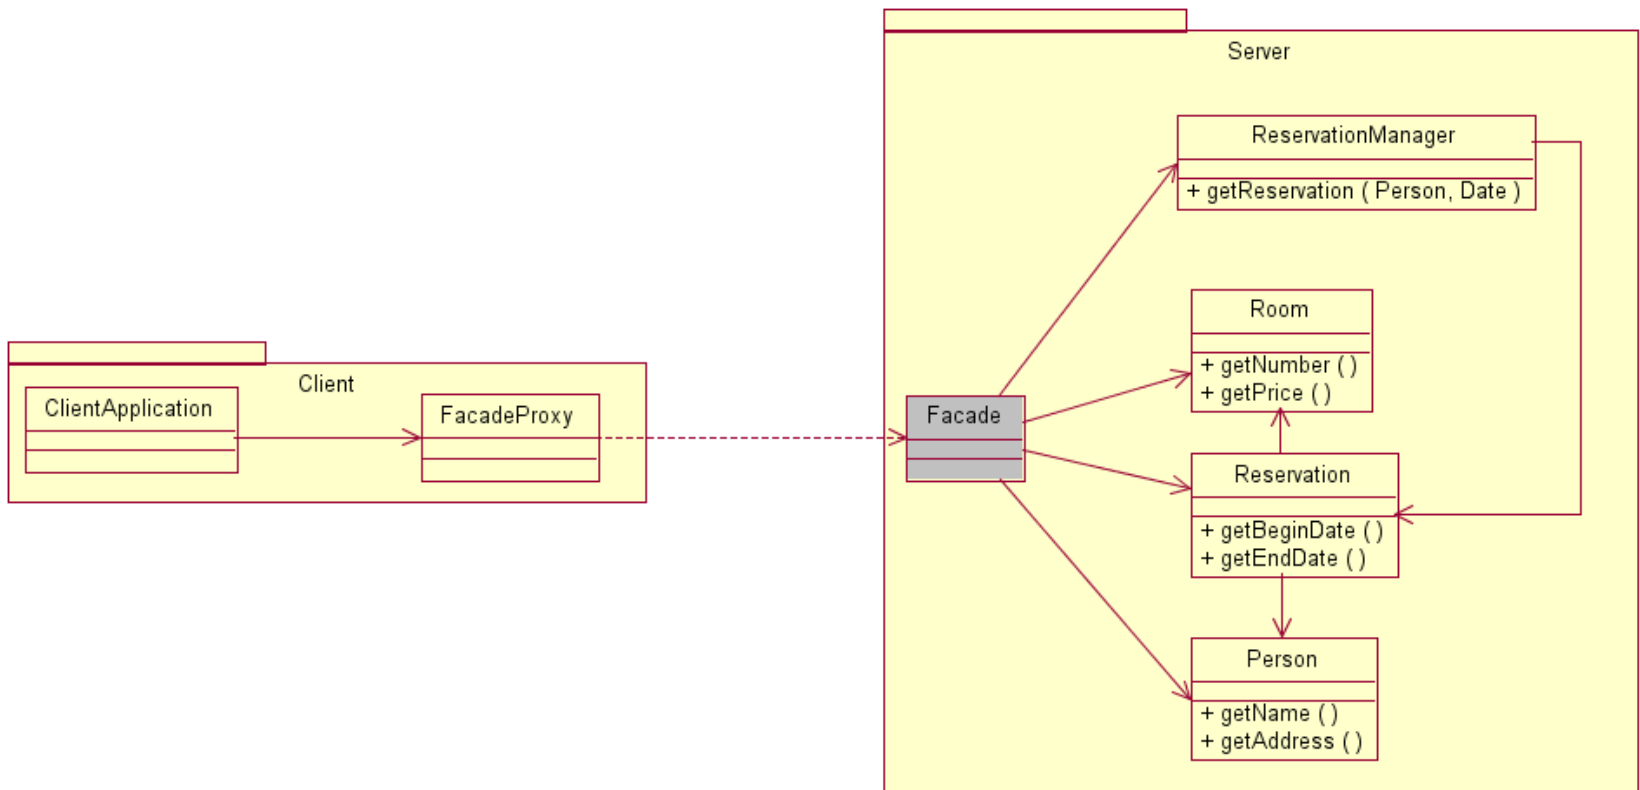 Server
ReservationManager
+ getReservation ( Person, Date )
Room
+ getNumber ( )
+ getPrice ( )
Client
ClientApplication
FacadeProxy
Facade
Reservation
+ getBeginDate ( )
+ getEndDate ( )
Person
+ getName ( )
+ getAddress ( )